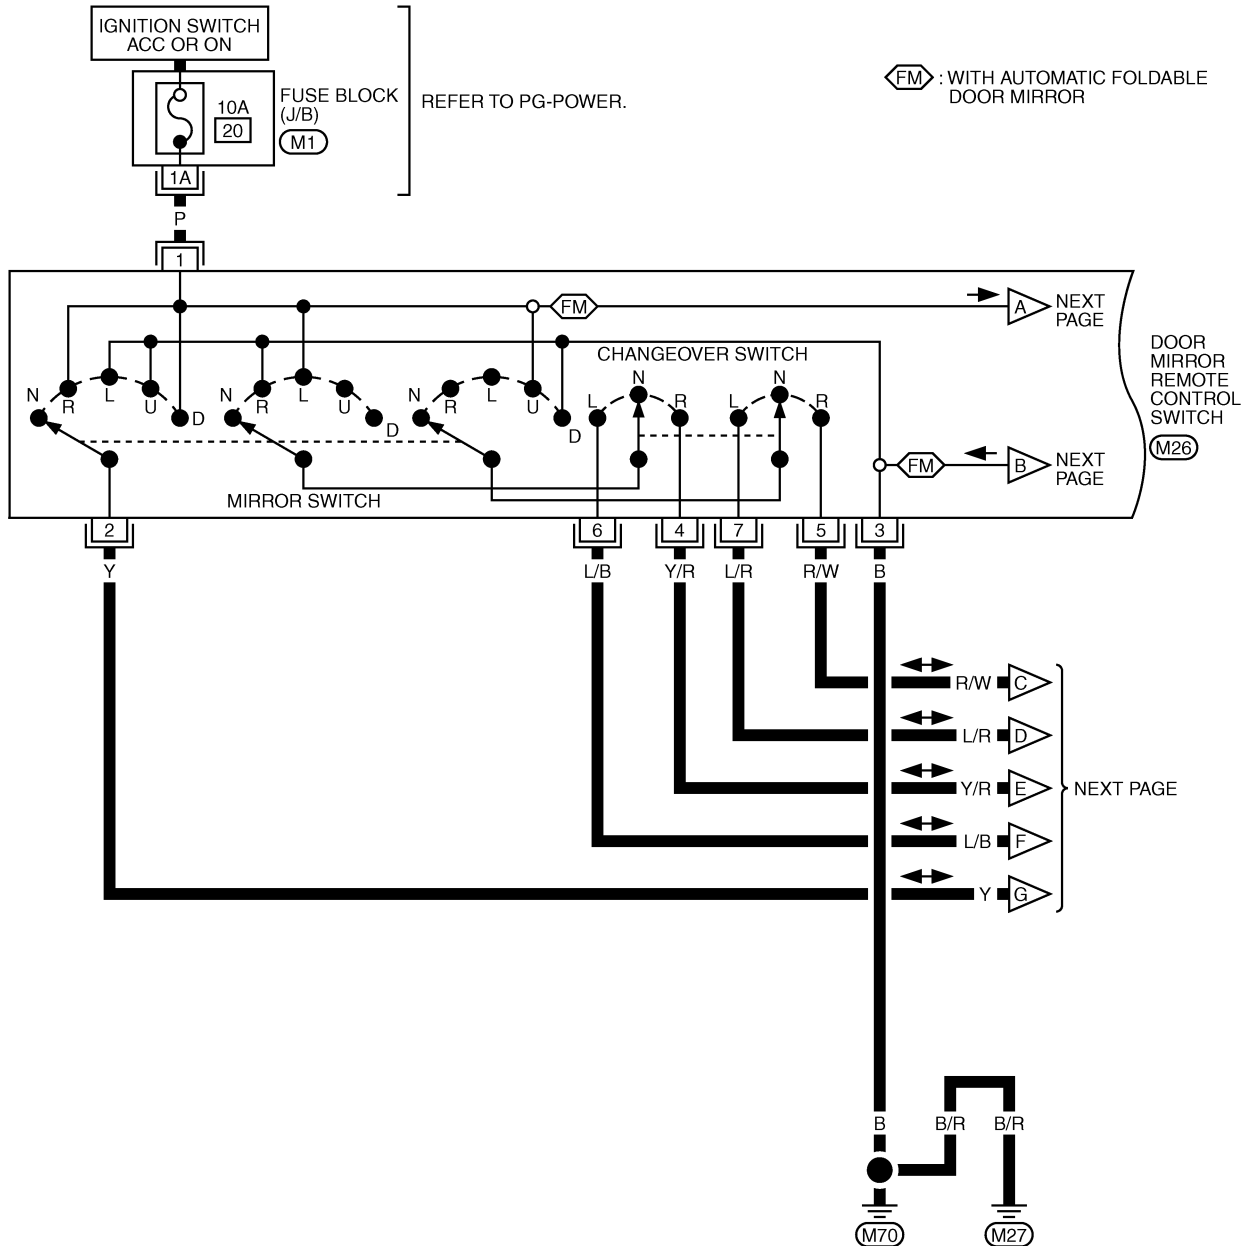 IGNITION SWITCH
ACC OR ON
10A
20
FUSE BLOCK
(J/B)
M1
REFER TO PG-POWER.
FM : WITH AUTOMATIC FOLDABLE
DOOR MIRROR
1A
P
1
FM
A
NEXT
PAGE
CHANGEOVER SWITCH
DOOR
MIRROR
REMOTE
CONTROL
SWITCH
M26
N R L U D
N R L U D
N R L U D
L N R
L N R
FM
B
NEXT
PAGE
MIRROR SWITCH
2 6 4 7 5 3
Y L/B Y/R L/R R/W B
R/W C
L/R D
Y/R E
L/B F
Y G
NEXT PAGE
B B/R B/R
M70 M27